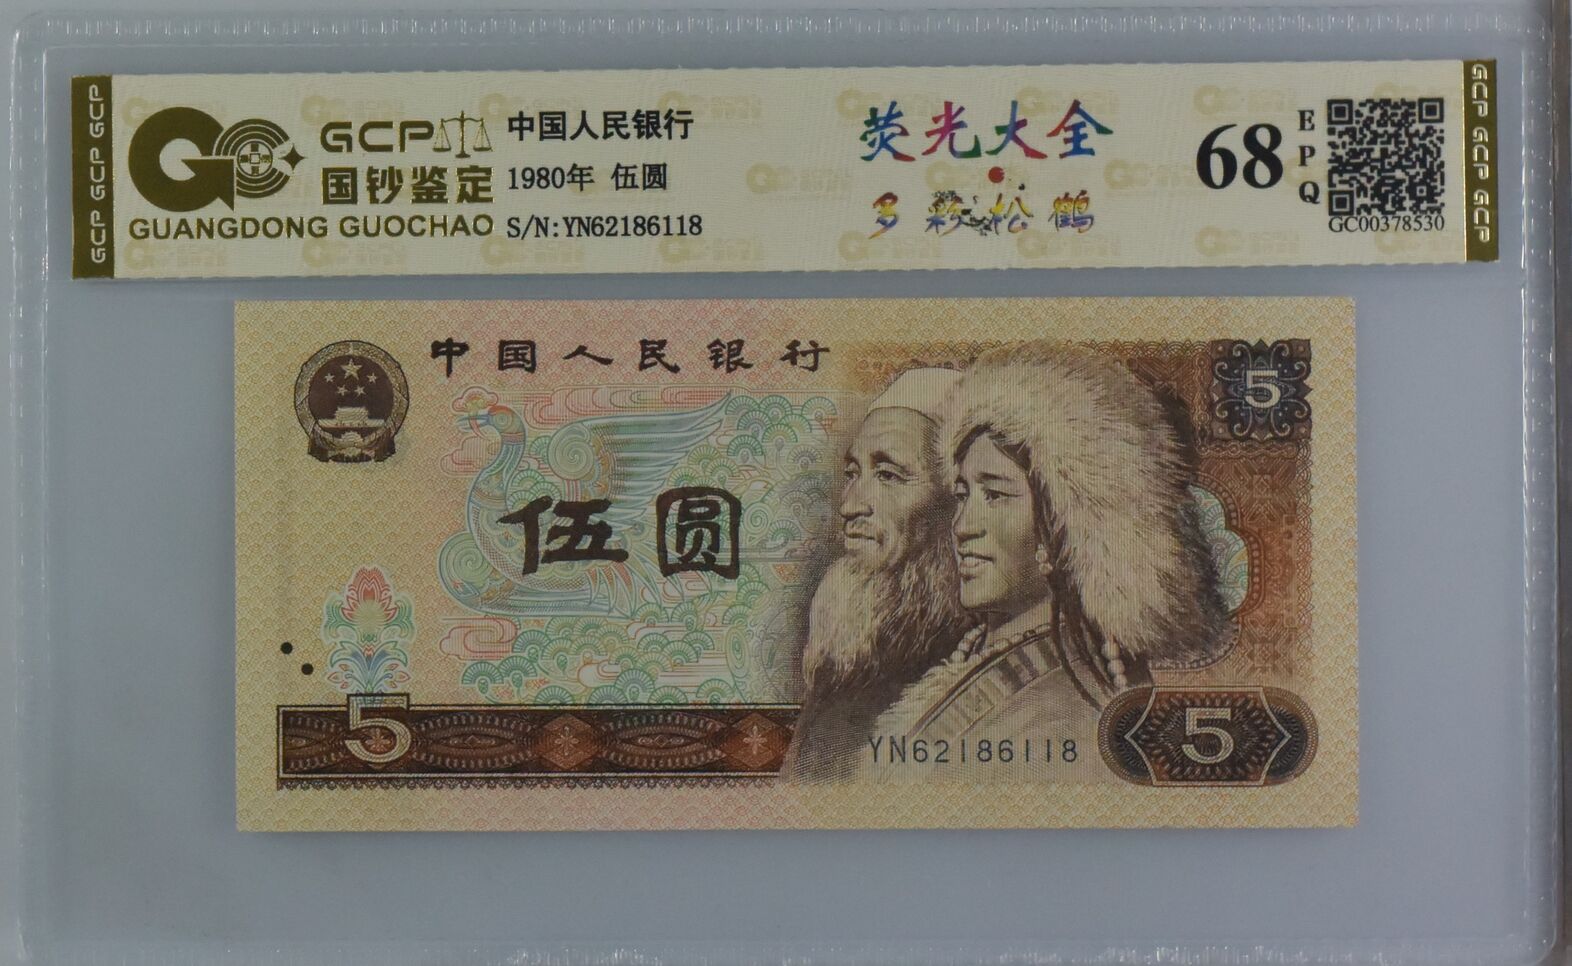 GCP GCP GCP
GCP
国钞鉴定
GUANGDONG GUOCHAO
中国人民银行
1980年 伍圆
S/N:YN62186118
荧光大全
多彩松鹤
68
EPQ
GC00378530
GCP GCP GCP
中国人民银行
5
伍圆
5
YN62186118
5